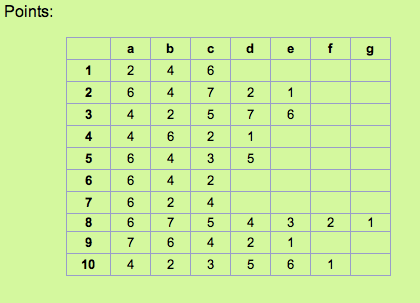 Points:
a b c d e f g
1 2 4 6
2 6 4 7 2 1
3 4 2 5 7 6
4 4 6 2 1
5 6 4 3 5
6 6 4 2
7 6 2 4
8 6 7 5 4 3 2 1
9 7 6 4 2 1
10 4 2 3 5 6 1